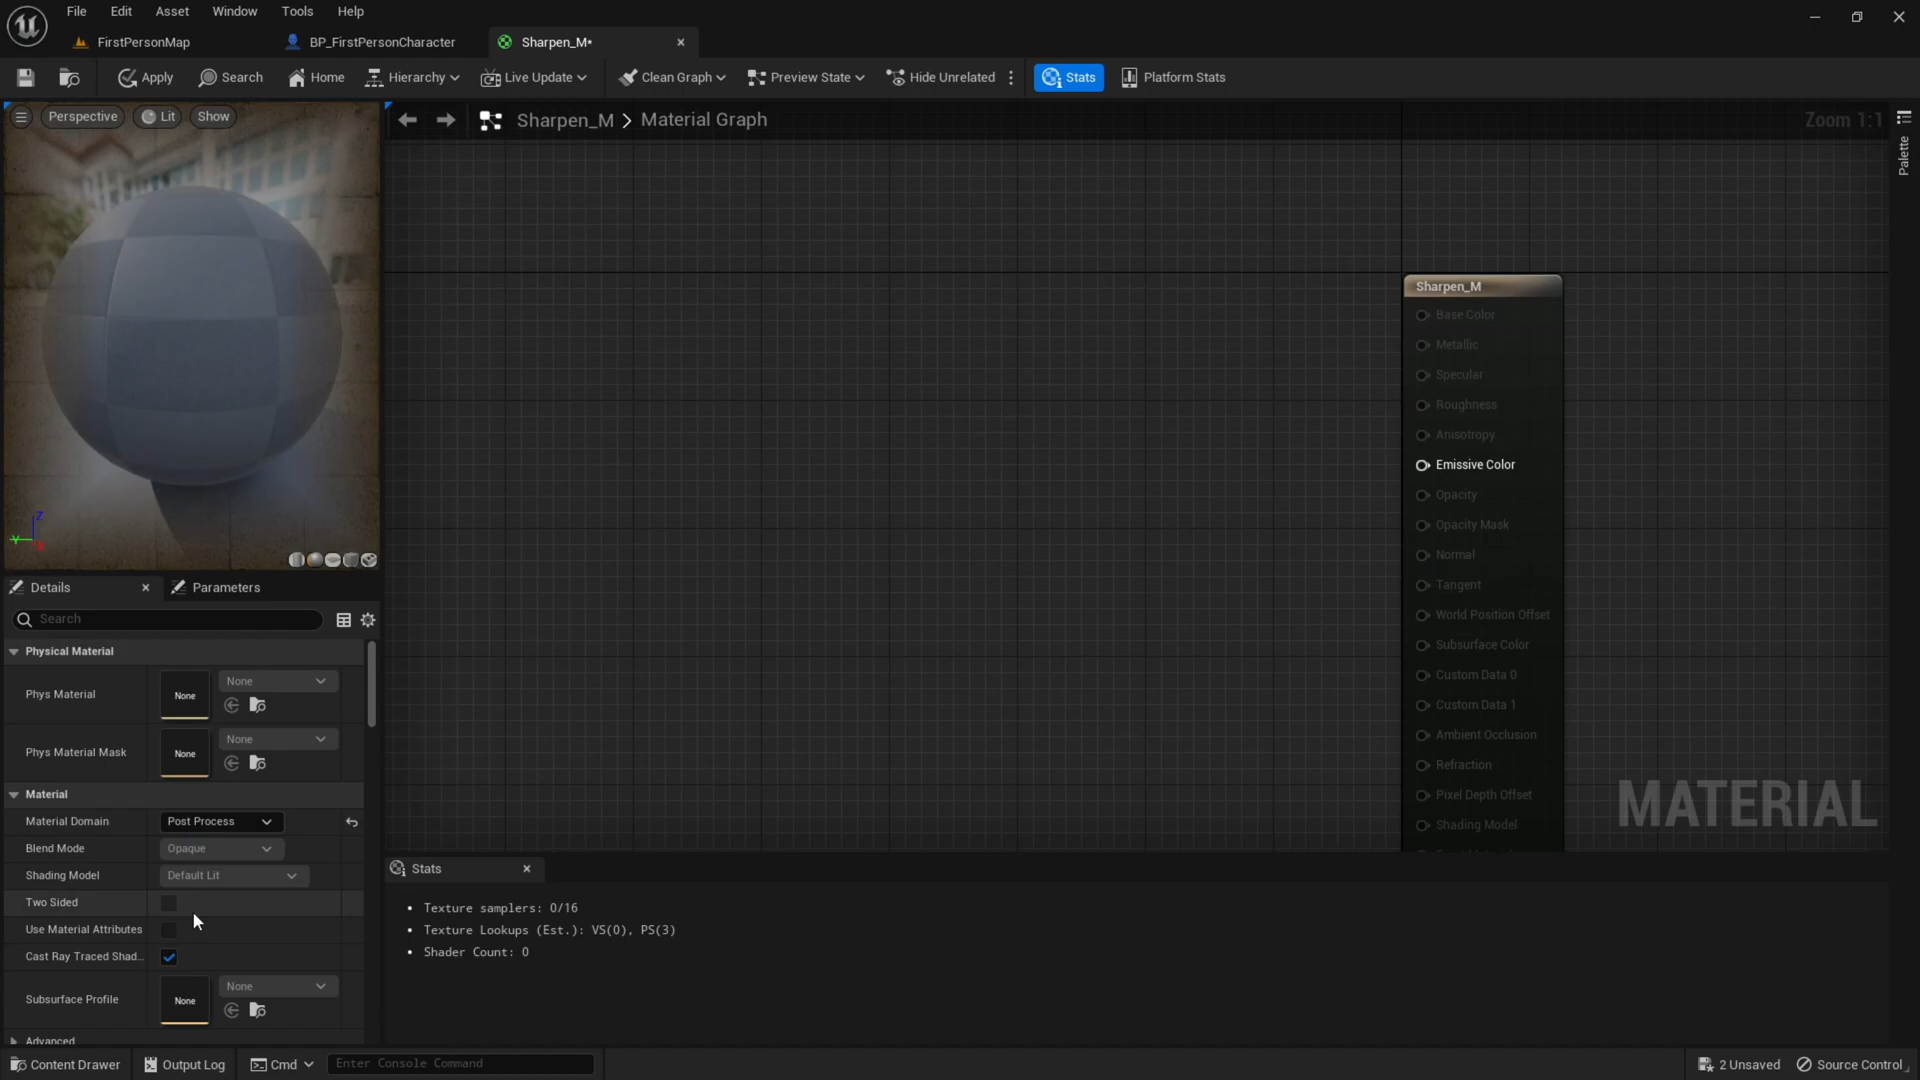 File Edit Asset Window Tools Help
FirstPersonMap BP_FirstPersonCharacter Sharpen_M*
Apply Search Home Hierarchy Live Update Clean Graph Preview State Hide Unrelated Stats Platform Stats
Perspective Lit Show
Sharpen_M > Material Graph
Zoom 1:1
Palette
Sharpen_M
Base Color
Metallic
Specular
Roughness
Anisotropy
Emissive Color
Opacity
Opacity Mask
Normal
Tangent
World Position Offset
Subsurface Color
Custom Data 0
Custom Data 1
Ambient Occlusion
Refraction
Pixel Depth Offset
Shading Model
MATERIAL
Z
Y
Details Parameters
Search
Physical Material
Phys Material None None
Phys Material Mask None None
Material
Material Domain Post Process
Blend Mode Opaque
Shading Model Default Lit
Two Sided
Use Material Attributes
Cast Ray Traced Shad...
Subsurface Profile None None
Advanced
Stats
• Texture samplers: 0/16
• Texture Lookups (Est.): VS(0), PS(3)
• Shader Count: 0
Content Drawer Output Log Cmd Enter Console Command 2 Unsaved Source Control